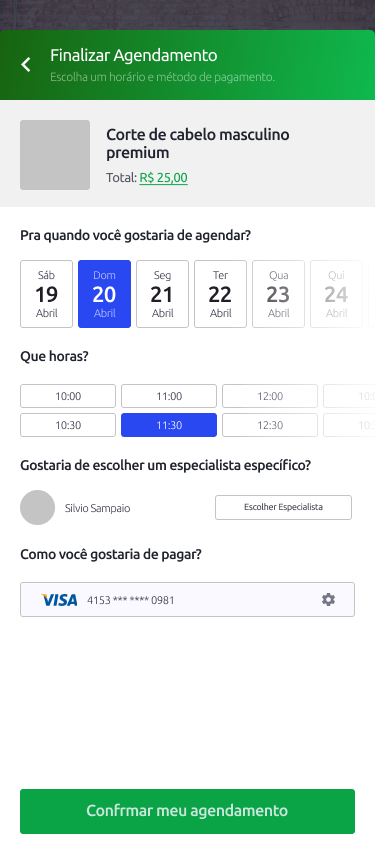 Finalizar Agendamento
Escolha um horário e método de pagamento.
Corte de cabelo masculino
premium
Total: R$ 25,00
Pra quando você gostaria de agendar?
Sáb Dom Seg Ter Qua Qui
19 20 21 22 23 24
Abril Abril Abril Abril Abril Abril
Que horas?
10:00 11:00 12:00
10:30 11:30 12:30
Gostaria de escolher um especialista específico?
Silvio Sampaio Escolher Especialista
Como você gostaria de pagar?
VISA 4153 *** **** 0981
Confrmar meu agendamento